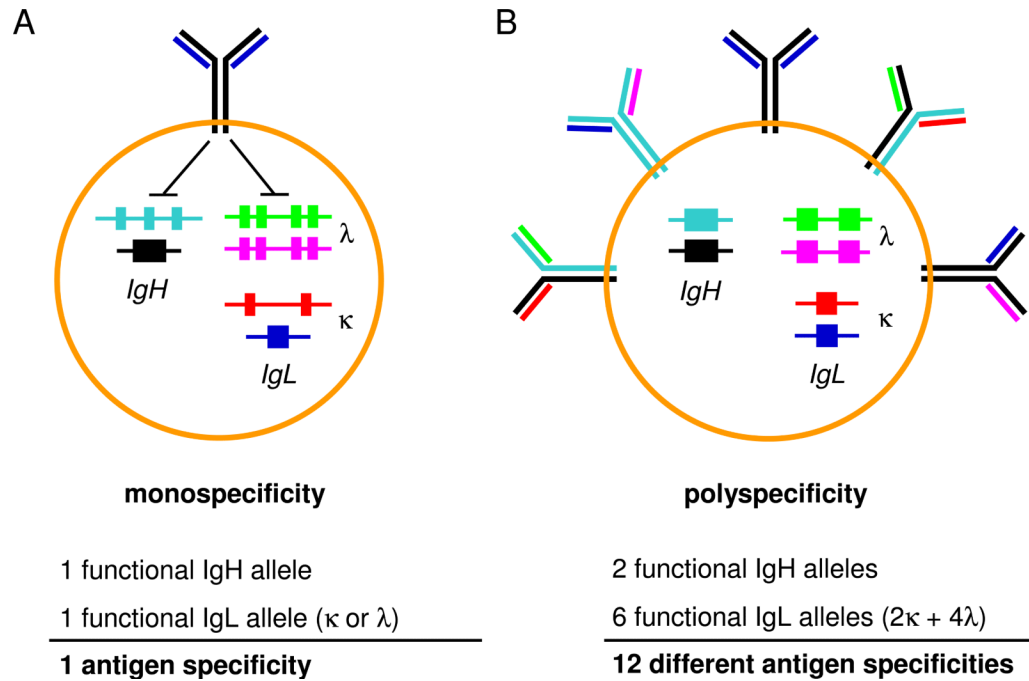 A
λ
IgH
κ
IgL
monospecificity
1 functional IgH allele
1 functional IgL allele (κ or λ)
1 antigen specificity
B
λ
IgH
κ
IgL
polyspecificity
2 functional IgH alleles
6 functional IgL alleles (2κ + 4λ)
12 different antigen specificities